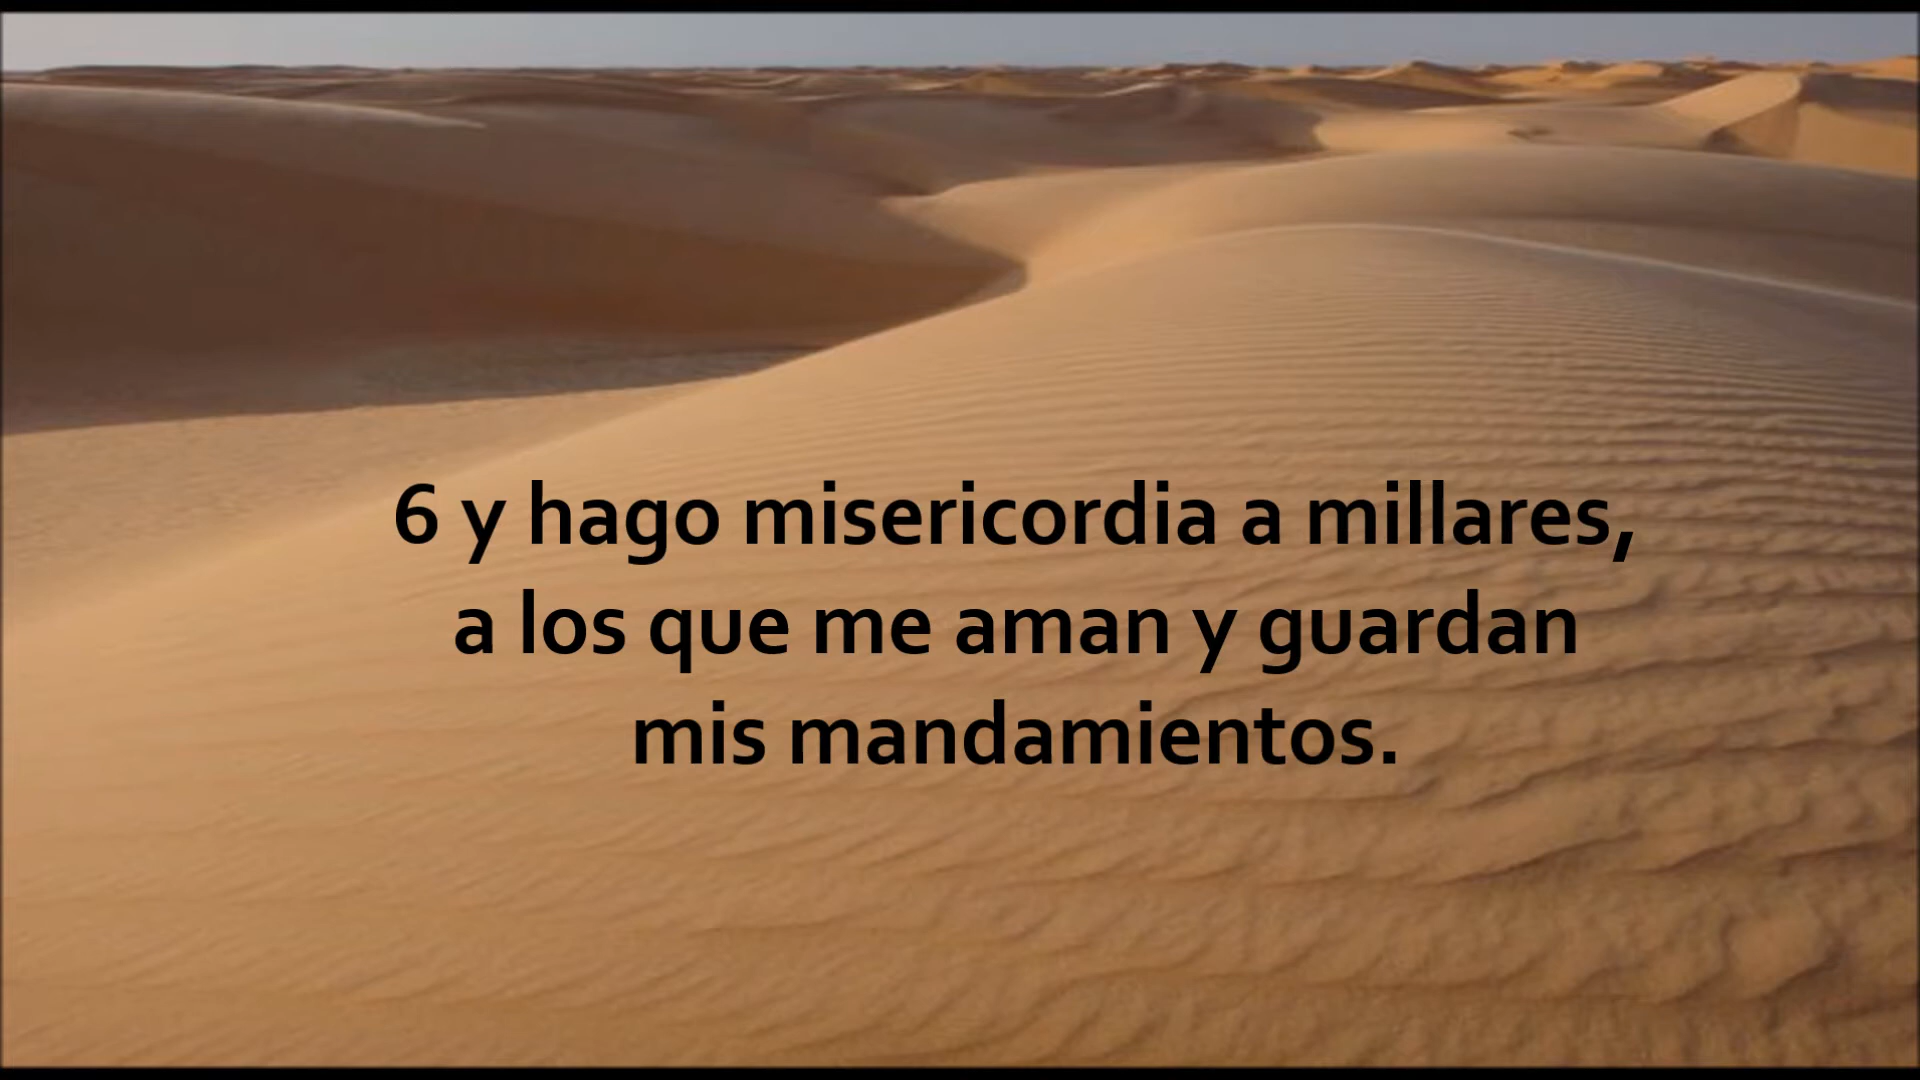 6 y hago misericordia a millares,
a los que me aman y guardan
mis mandamientos.